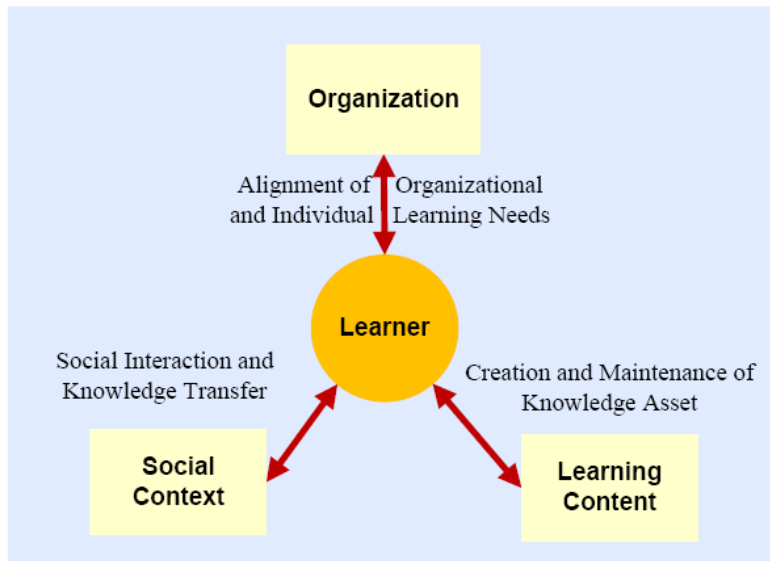 Organization
Alignment of Organizational
and Individual Learning Needs
Learner
Social Interaction and
Knowledge Transfer
Creation and Maintenance of
Knowledge Asset
Social
Context
Learning
Content